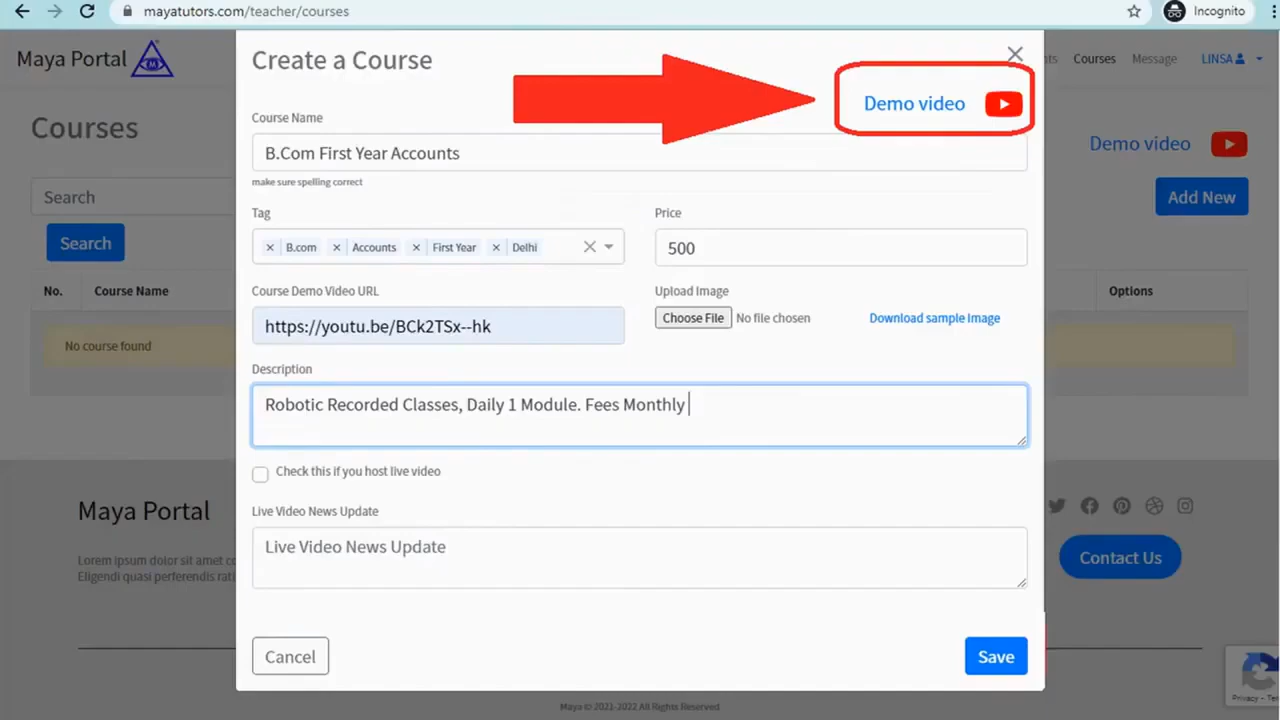 mayatutors.com/teacher/courses
Incognito
Maya Portal
Courses
Message
LINSA
Create a Course
Demo video
Courses
Demo video
Course Name
B.Com First Year Accounts
make sure spelling correct
Search
Add New
Tag
Price
× B.com × Accounts × First Year × Delhi
500
Search
No.
Course Name
Options
Course Demo Video URL
Upload Image
https://youtu.be/BCk2TSx--hk
Choose File No file chosen
Download sample Image
No course found
Description
Robotic Recorded Classes, Daily 1 Module. Fees Monthly
Check this if you host live video
Live Video News Update
Live Video News Update
Maya Portal
Lorem ipsum dolor sit amet
Eligendi quasi perferendis
Contact Us
Cancel
Save
Maya © 2021-2022 All Rights Reserved